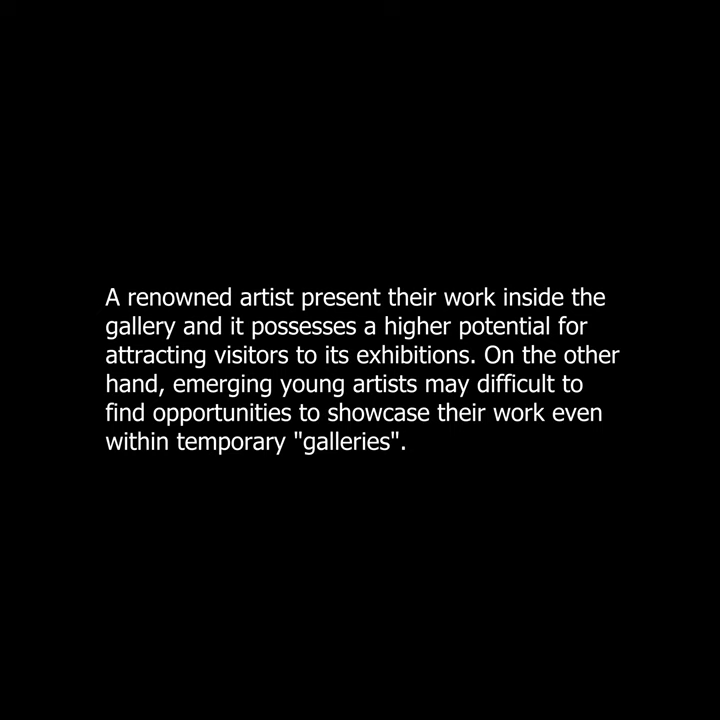 A renowned artist present their work inside the
gallery and it possesses a higher potential for
attracting visitors to its exhibitions. On the other
hand, emerging young artists may difficult to
find opportunities to showcase their work even
within temporary "galleries".